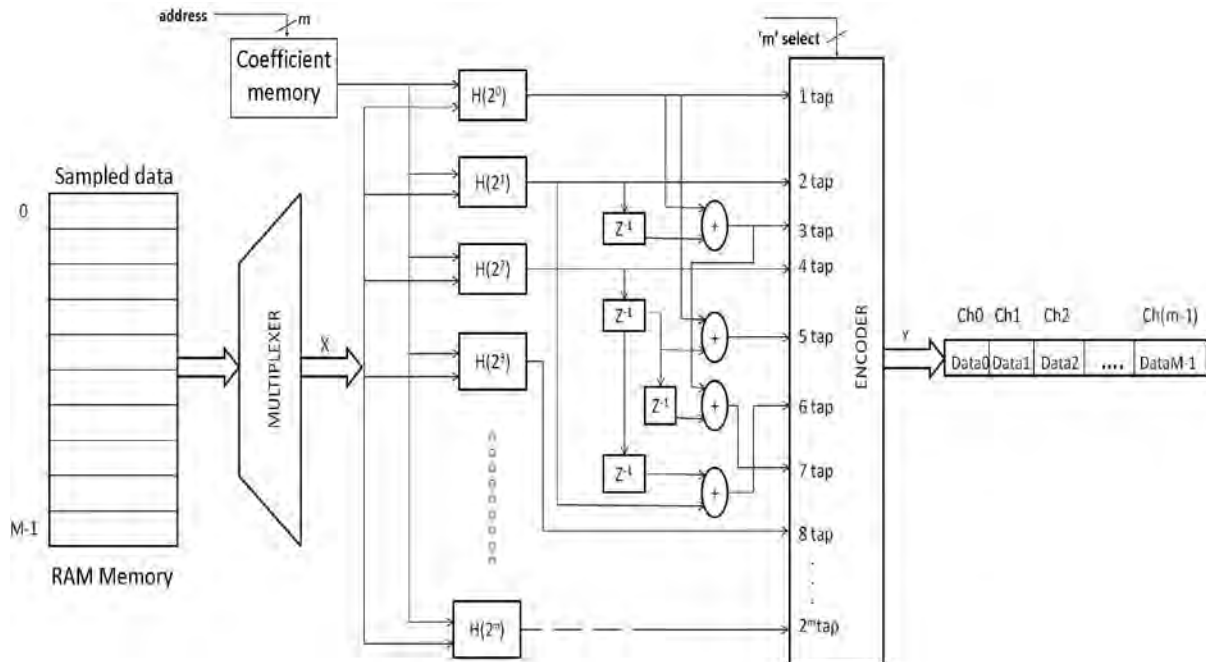 address
m
Coefficient
memory
'm' select
H(2⁰)
1 tap
Sampled data
0
H(2¹)
2 tap
Z⁻¹
+
3 tap
H(2⁷)
4 tap
MULTIPLEXER
X
Z⁻¹
+
5 tap
H(2⁸)
ENCODER
Y
Ch0 Ch1 Ch2 Ch(m-1)
Data0 Data1 Data2 .... DataM-1
Z⁻¹
+
6 tap
Z⁻¹
+
7 tap
M-1
8 tap
RAM Memory
H(2ᵐ)
2ᵐtap